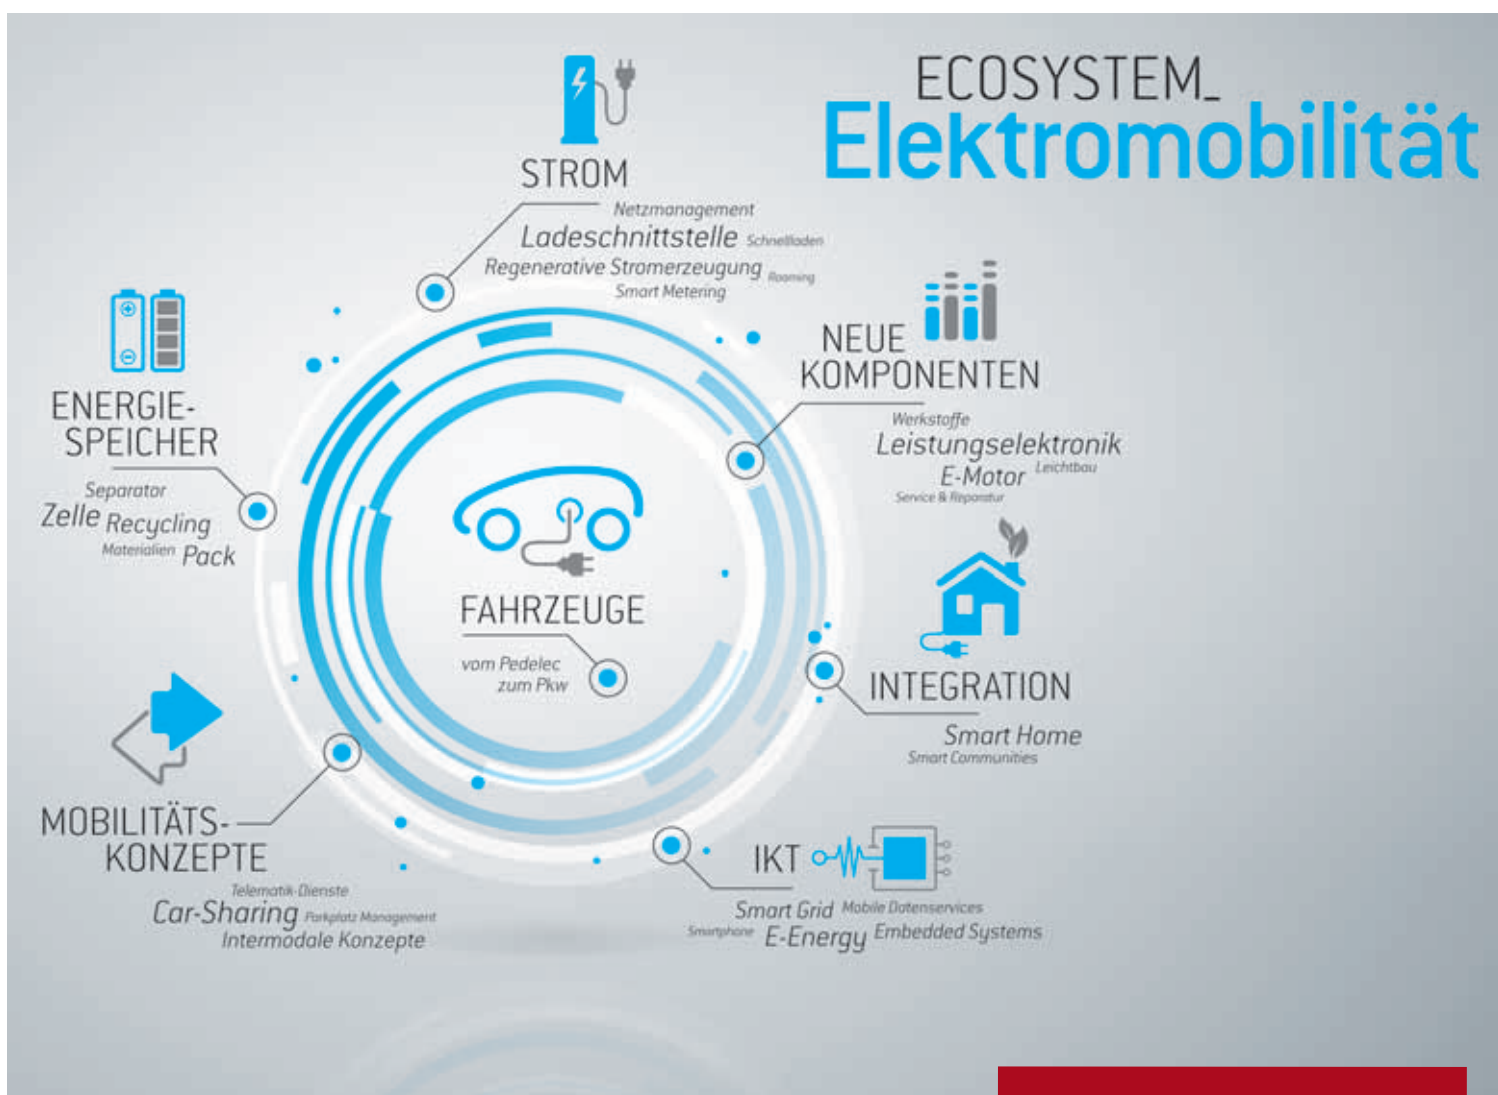 ECOSYSTEM_
Elektromobilität
STROM
Netzmanagement
Ladeschnittstelle Schnellladen
Regenerative Stromerzeugung Roaming
Smart Metering
NEUE
KOMPONENTEN
Werkstoffe
Leistungselektronik
E-Motor Leichtbau
Service & Reparatur
INTEGRATION
Smart Home
Smart Communities
IKT
Smart Grid Mobile Datenservices
Smartphone E-Energy Embedded Systems
MOBILITÄTS-
KONZEPTE
Telematik-Dienste
Car-Sharing Parkplatz Management
Intermodale Konzepte
ENERGIE-
SPEICHER
Separator
Zelle Recycling
Materialien Pack
FAHRZEUGE
vom Pedelec
zum Pkw